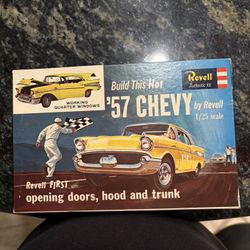 Build This Hot
Revell
Authentic Kit
'57 CHEVY by Revell
1/25 scale
WORKING
QUARTER WINDOWS
Revell FIRST
opening doors, hood and trunk